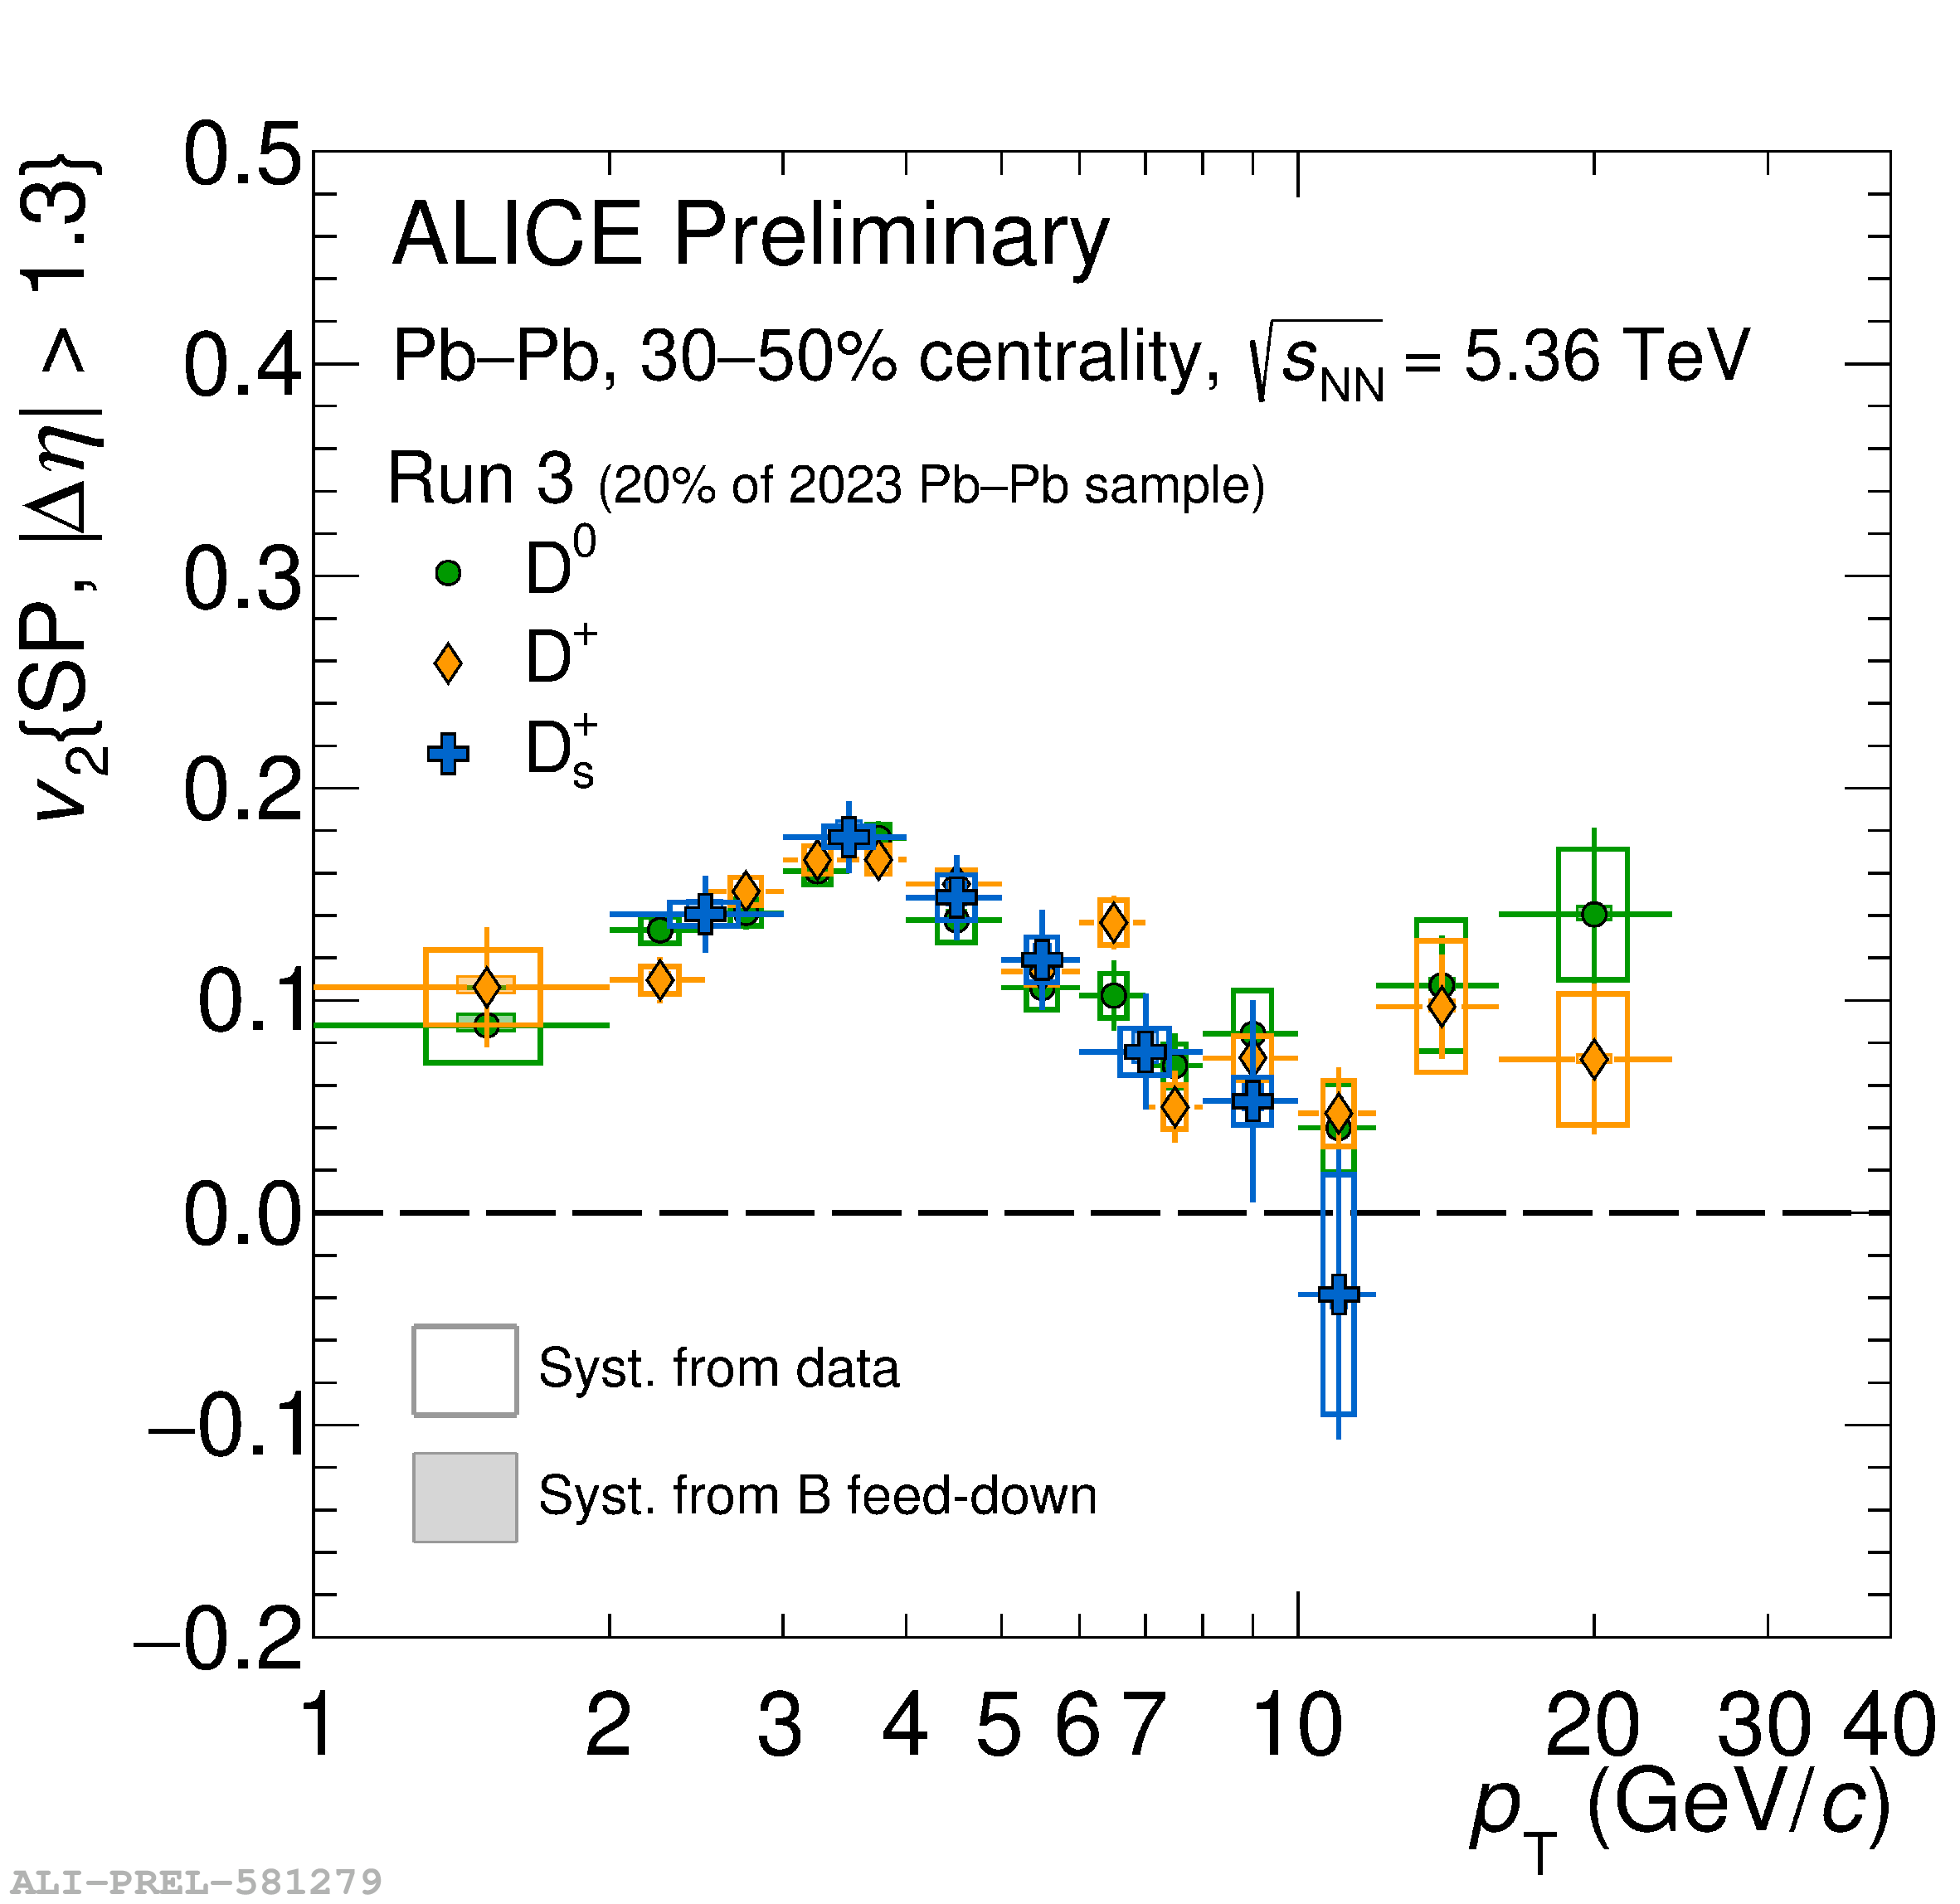 v₂{SP, |Δη| > 1.3}
0.5
0.4
0.3
0.2
0.1
0.0
−0.1
−0.2
ALICE Preliminary
Pb–Pb, 30–50% centrality, √sNN = 5.36 TeV
Run 3 (20% of 2023 Pb–Pb sample)
D⁰
D⁺
Dₛ⁺
Syst. from data
Syst. from B feed-down
1 2 3 4 5 6 7 10 20 30 40
pT (GeV/c)
ALI-PREL-581279